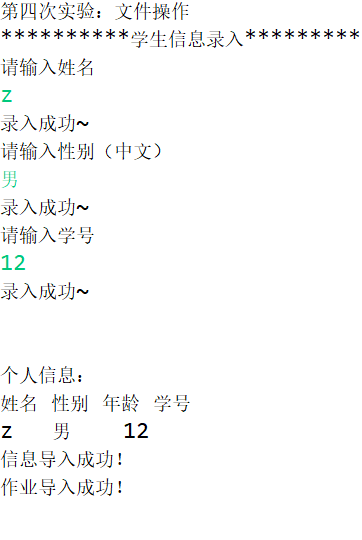 第四次实验：文件操作
**********学生信息录入*********
请输入姓名
z
录入成功~
请输入性别（中文）
男
录入成功~
请输入学号
12
录入成功~
个人信息：
姓名 性别 年龄 学号
z 男 12
信息导入成功！
作业导入成功！